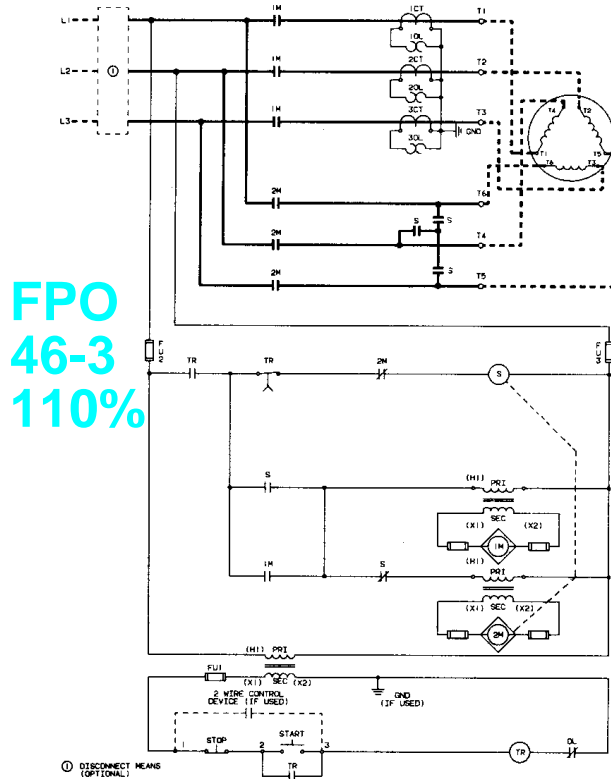 L1 1M 1CT T1
1OL
L2 1 1M 2CT T2
2OL
T4 T2
L3 1M 3CT T3
GND
3OL
T1 T5
T6 T3
2M T6
S
2M S T4
2M S T5
FPO
46-3
110%
FU2 FU3
TR TR 2M S
S (H1) PRI
SEC
(X1) (X2)
1M
1M S (H1) PRI
SEC
(X1) (X2)
2M
(H1) PRI
FU1 (X1) SEC (X2)
GND
(IF USED)
2 WIRE CONTROL
DEVICE (IF USED)
1 STOP 2 START 3 TR OL
TR
1 DISCONNECT MEANS
(OPTIONAL)